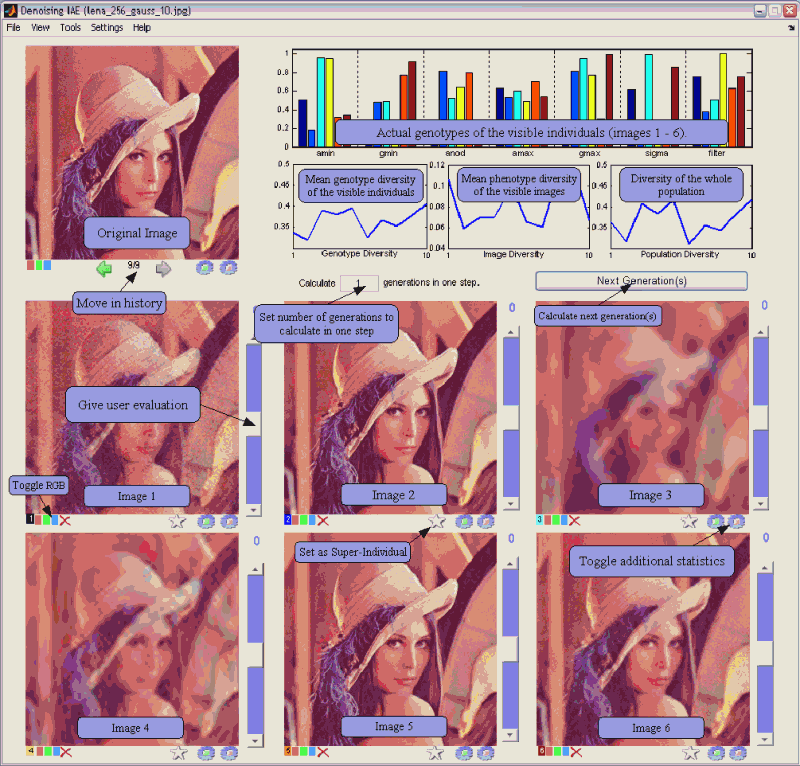 Denoising IAE (lena_256_gauss_10.jpg)
File View Tools Settings Help
1
0.8
0.6
0.4
0.2
0
Actual genotypes of the visible individuals (images 1 - 6).
amin gmin anod amax gmax sigma filter
0.5
0.45
0.4
0.35
Mean genotype diversity
of the visible individuals
1 Genotype Diversity 10
0.12
0.1
0.08
0.06
0.04
Mean phenotype diversity
of the visible images
1 Image Diversity 10
0.5
0.45
0.4
0.35
Diversity of the whole
population
1 Population Diversity 10
Original Image
9/9
Move in history
Calculate 1 generations in one step.
Set number of generations to
calculate in one step
Next Generation(s)
Calculate next generation(s)
Give user evaluation
Toggle RGB
Image 1
1
0
Image 2
2
0
Image 3
3
Set as Super-Individual
Toggle additional statistics
0
Image 4
4
0
Image 5
5
0
Image 6
6